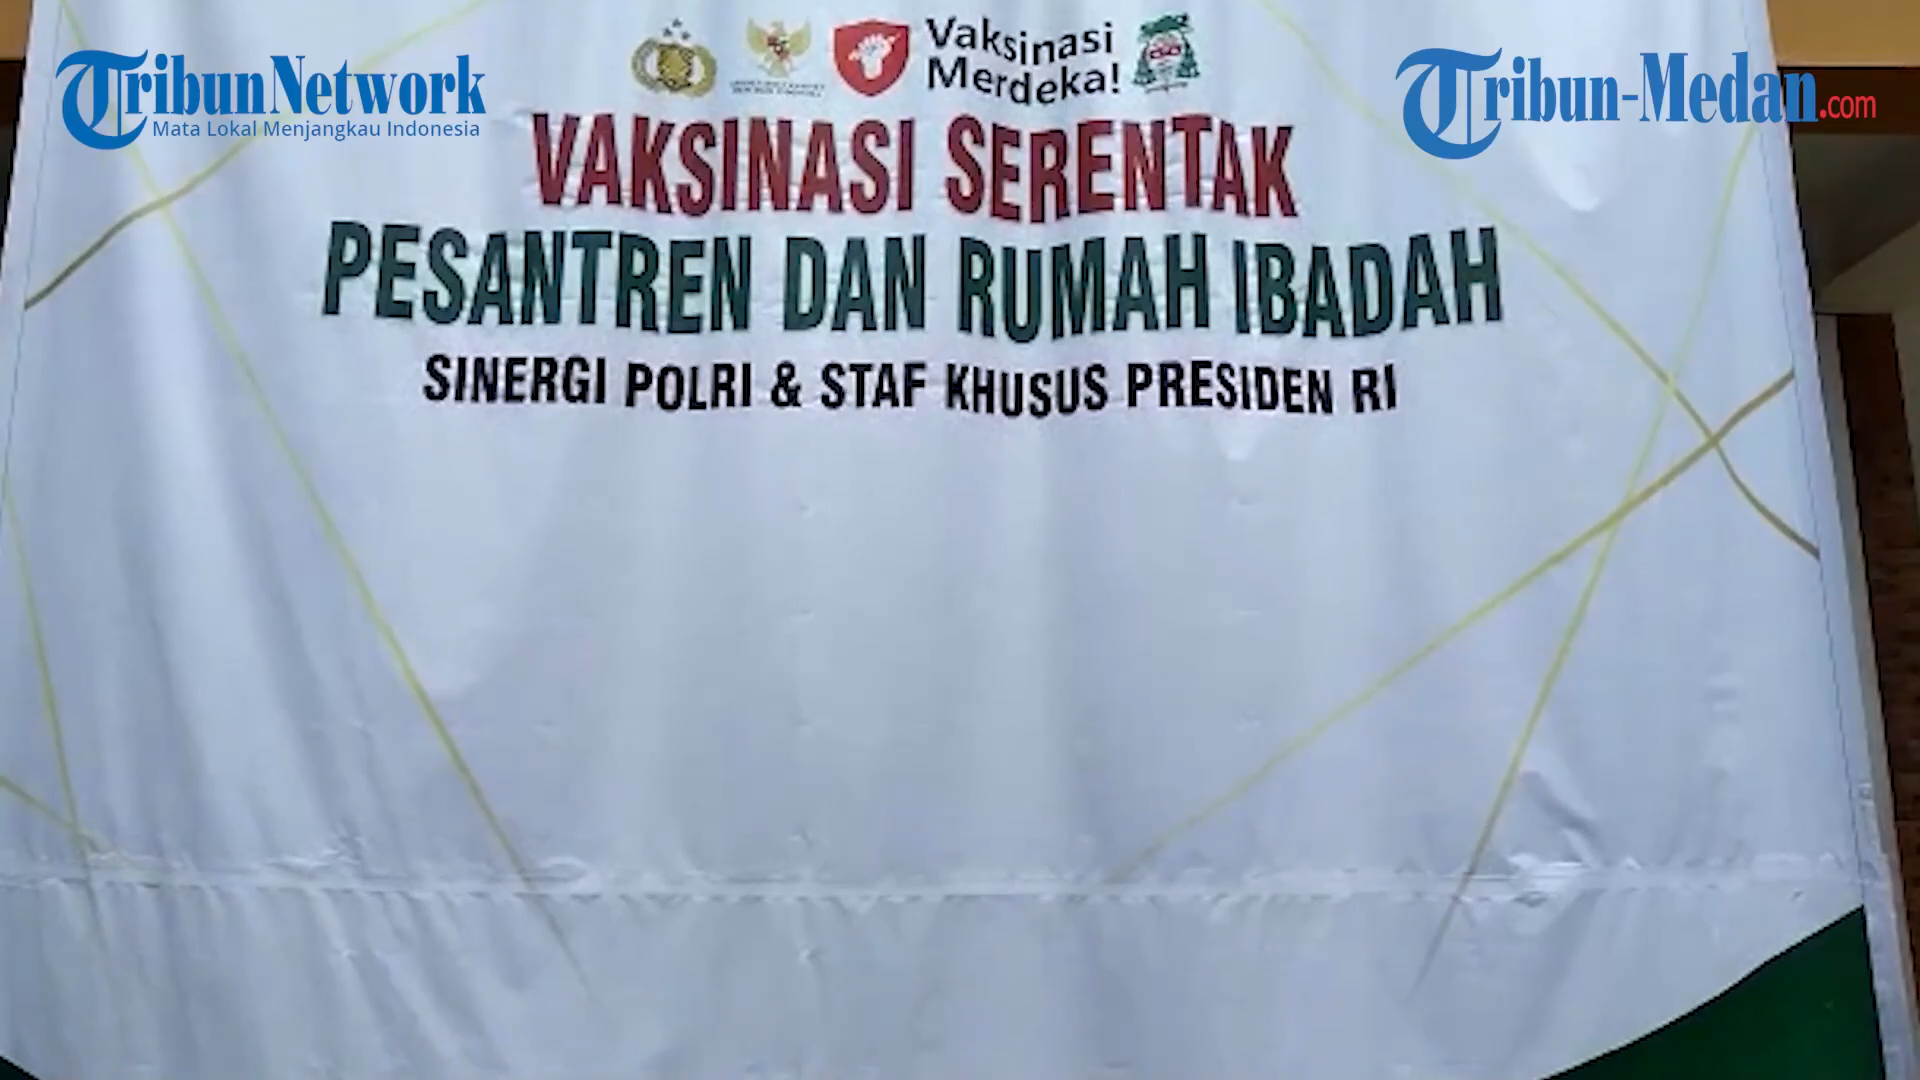 TribunNetwork
Mata Lokal Menjangkau Indonesia
Tribun-Medan.com
Vaksinasi
Merdeka!
VAKSINASI SERENTAK
PESANTREN DAN RUMAH IBADAH
SINERGI POLRI & STAF KHUSUS PRESIDEN RI